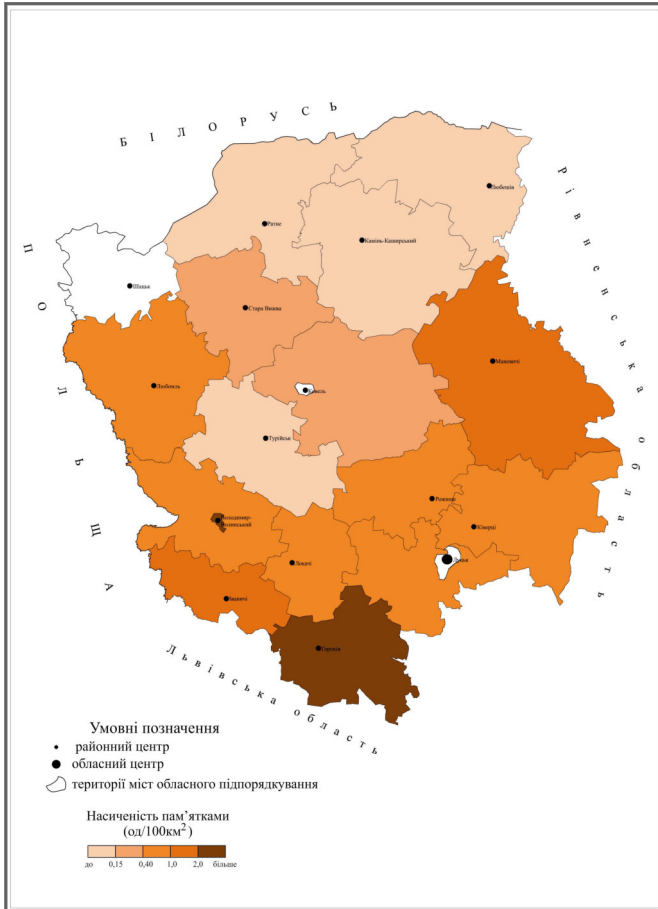 БІЛОРУСЬ
РІВНЕНСЬКА ОБЛАСТЬ
ПОЛЬЩА
Любешів
Ратне
Камінь-Каширський
Шацьк
Стара Вижва
Маневичі
Любомль
Ковель
Турійськ
Рожище
Володимир-
Волинський
Ківерці
Луцьк
Локачі
Іваничі
Горохів
Львівська область
Умовні позначення
районний центр
обласний центр
території міст обласного підпорядкування
Насиченість пам’ятками
(од/100км²)
до 0,15 0,40 1,0 2,0 більше